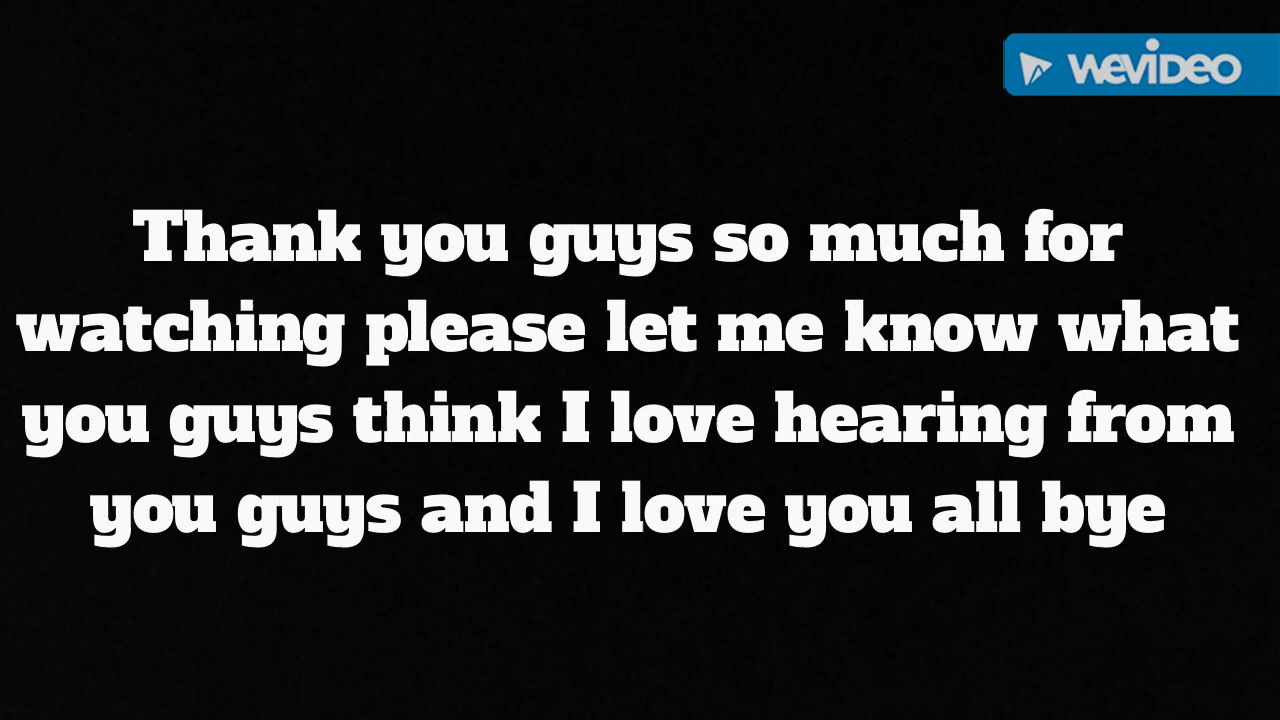 WEVIDEO
Thank you guys so much for
watching please let me know what
you guys think I love hearing from
you guys and I love you all bye